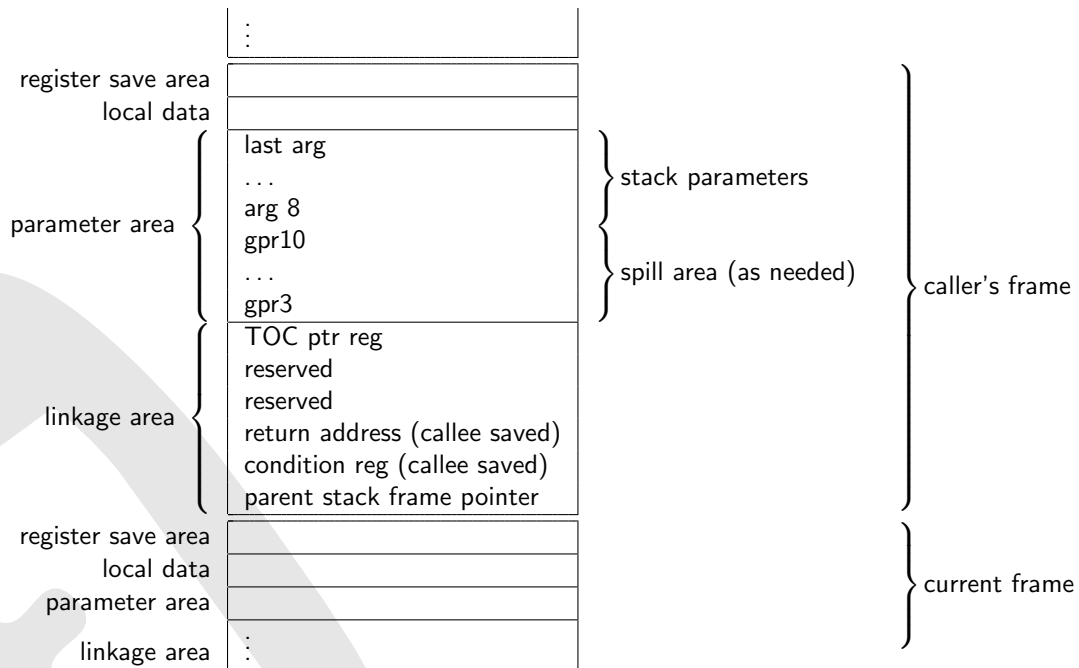 ⋮
register save area
local data
last arg
. . .
stack parameters
arg 8
parameter area
gpr10
. . .
spill area (as needed)
caller's frame
gpr3
TOC ptr reg
reserved
reserved
linkage area
return address (callee saved)
condition reg (callee saved)
parent stack frame pointer
register save area
local data
current frame
parameter area
linkage area
⋮